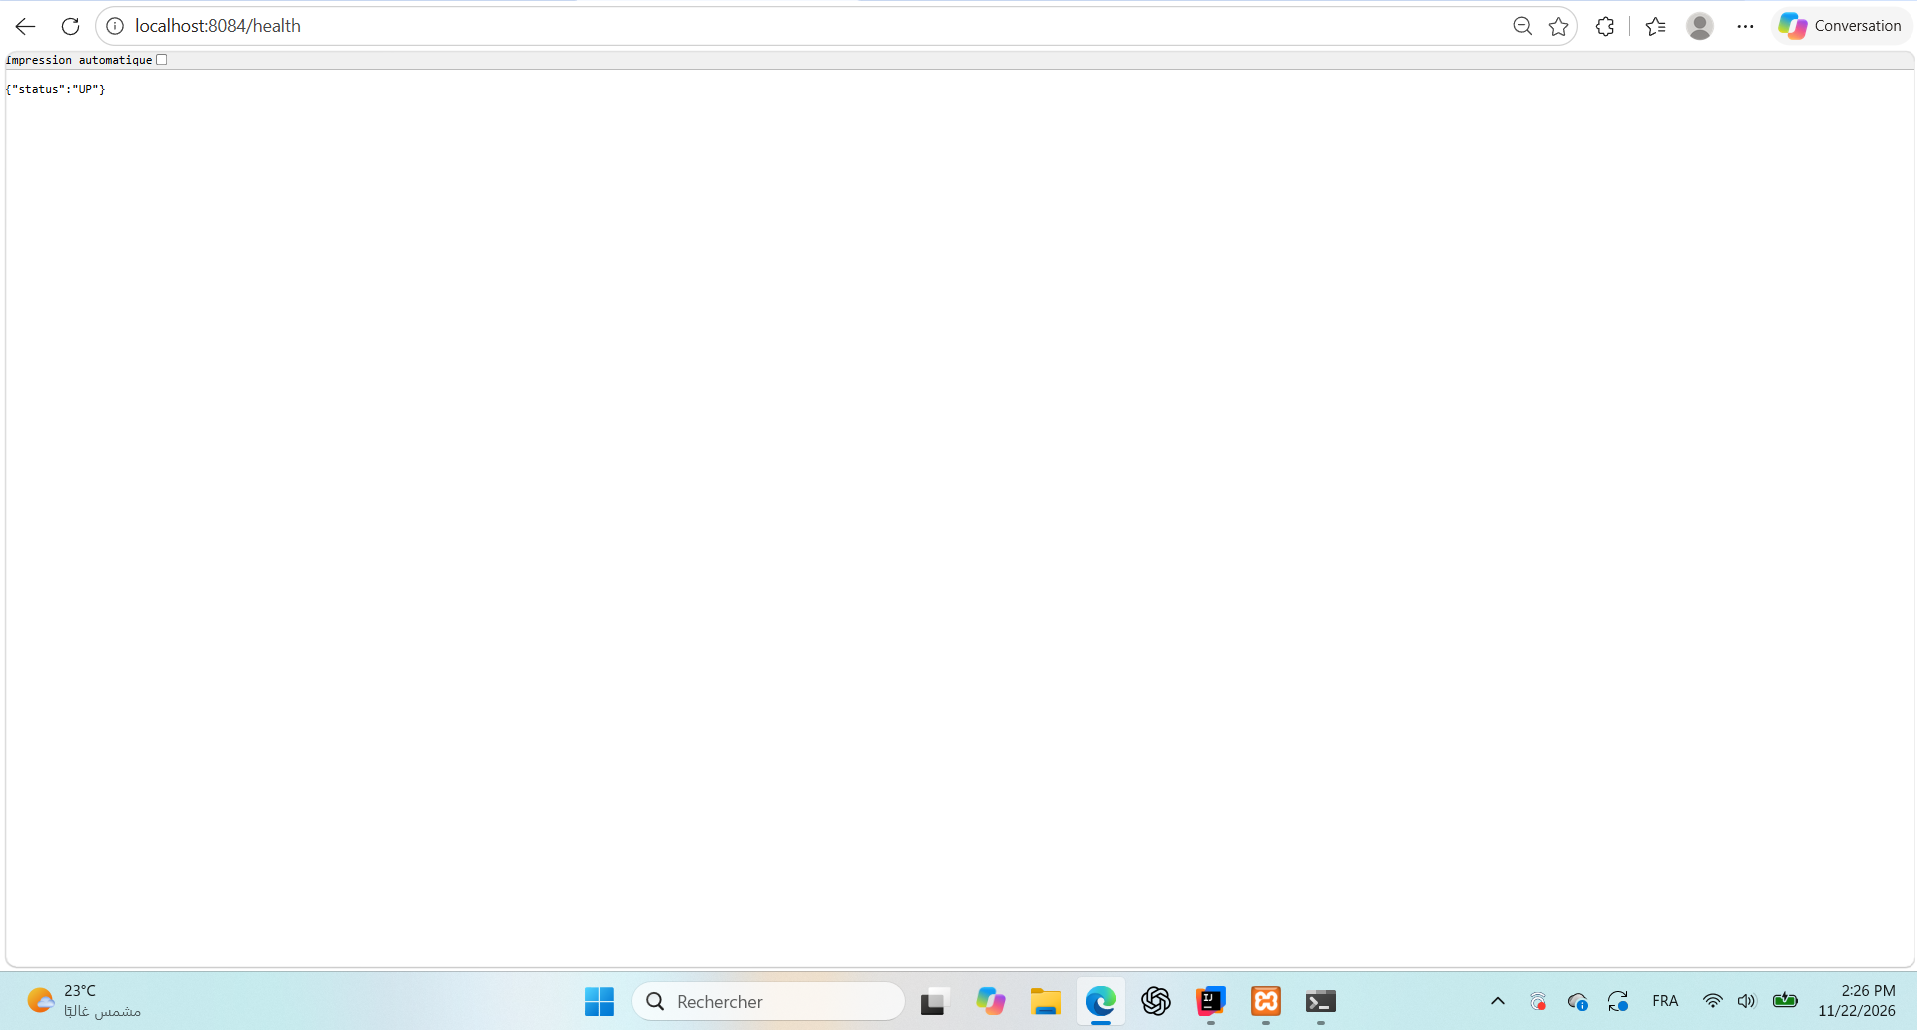 localhost:8084/health
Conversation
Impression automatique
{"status":"UP"}
23°C
مشمس غالبًا
Rechercher
FRA
2:26 PM
11/22/2026